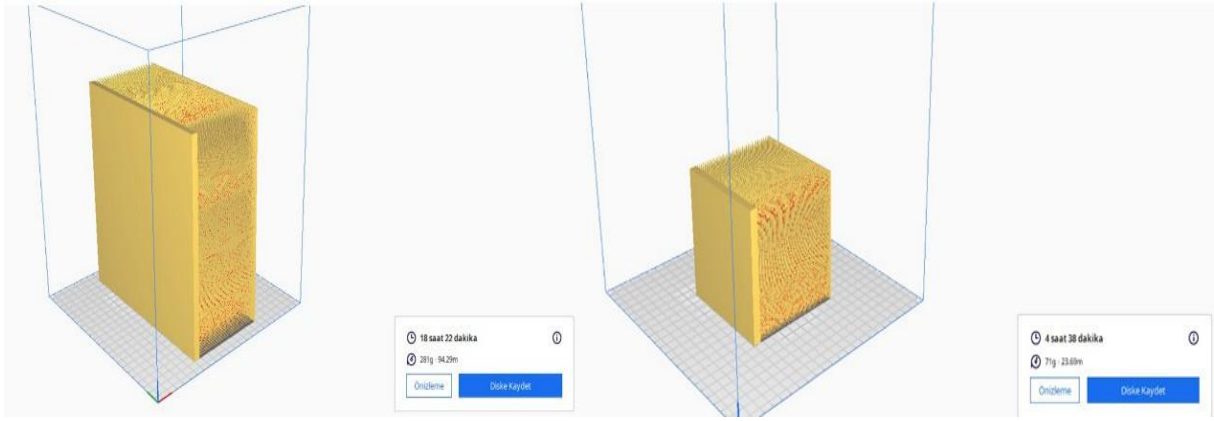 18 saat 22 dakika
281g · 94.29m
Önizleme
Diske Kaydet
4 saat 38 dakika
71g · 23.69m
Önizleme
Diske Kaydet